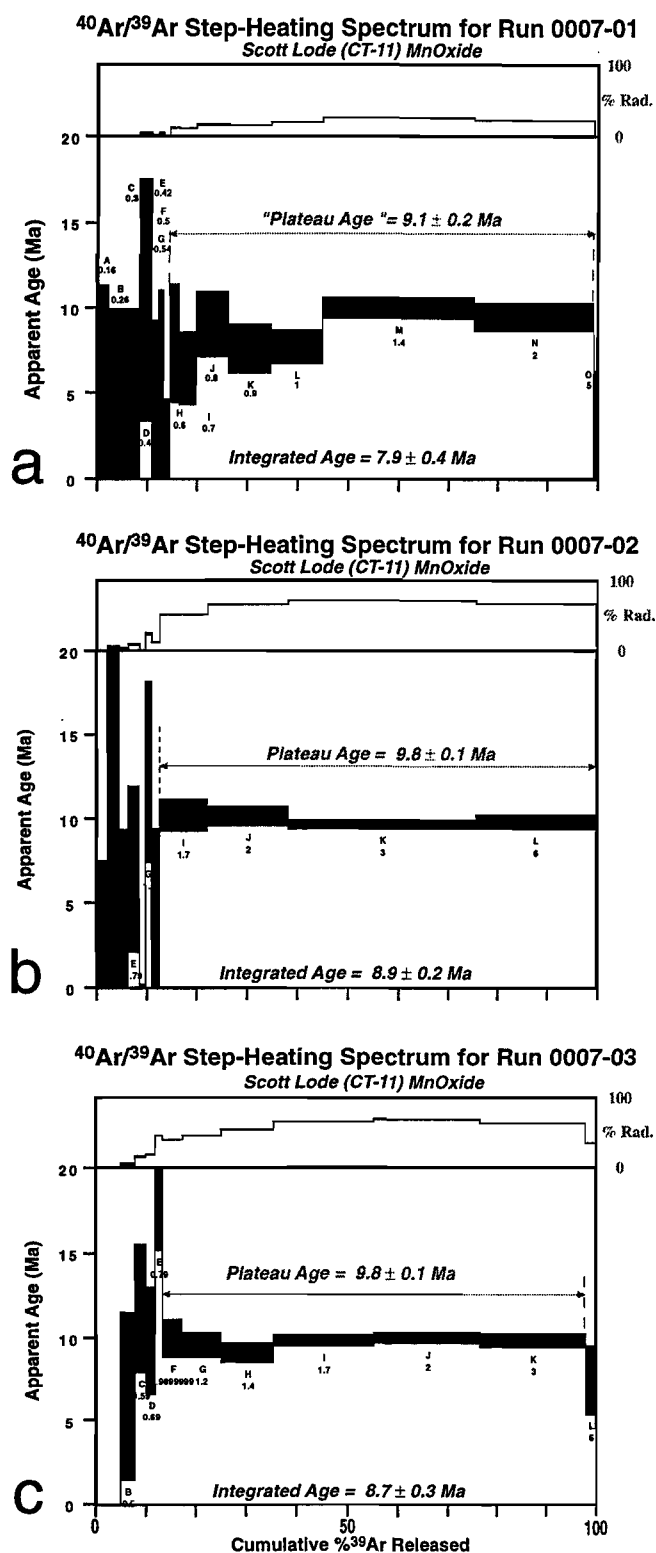 40Ar/39Ar Step-Heating Spectrum for Run 0007-01
Scott Lode (CT-11) MnOxide
100
% Rad.
0
20
15
10
5
0
Apparent Age (Ma)
A
0.16
B
0.26
C
D
E
0.42
F
0.5
G
0.54
"Plateau Age "= 9.1 ± 0.2 Ma
H
0.6
I
0.7
J
0.8
K
0.9
L
1
M
1.4
N
2
O
5
Integrated Age = 7.9 ± 0.4 Ma
a
40Ar/39Ar Step-Heating Spectrum for Run 0007-02
Scott Lode (CT-11) MnOxide
100
% Rad.
0
20
15
10
5
0
Apparent Age (Ma)
Plateau Age = 9.8 ± 0.1 Ma
E
G
I
1.7
J
2
K
3
L
6
Integrated Age = 8.9 ± 0.2 Ma
b
40Ar/39Ar Step-Heating Spectrum for Run 0007-03
Scott Lode (CT-11) MnOxide
100
% Rad.
0
20
15
10
5
0
Apparent Age (Ma)
Plateau Age = 9.8 ± 0.1 Ma
B
C
D
0.69
E
0.79
F
G
1.2
H
1.4
I
1.7
J
2
K
3
L
6
Integrated Age = 8.7 ± 0.3 Ma
c
0
50
100
Cumulative %39Ar Released